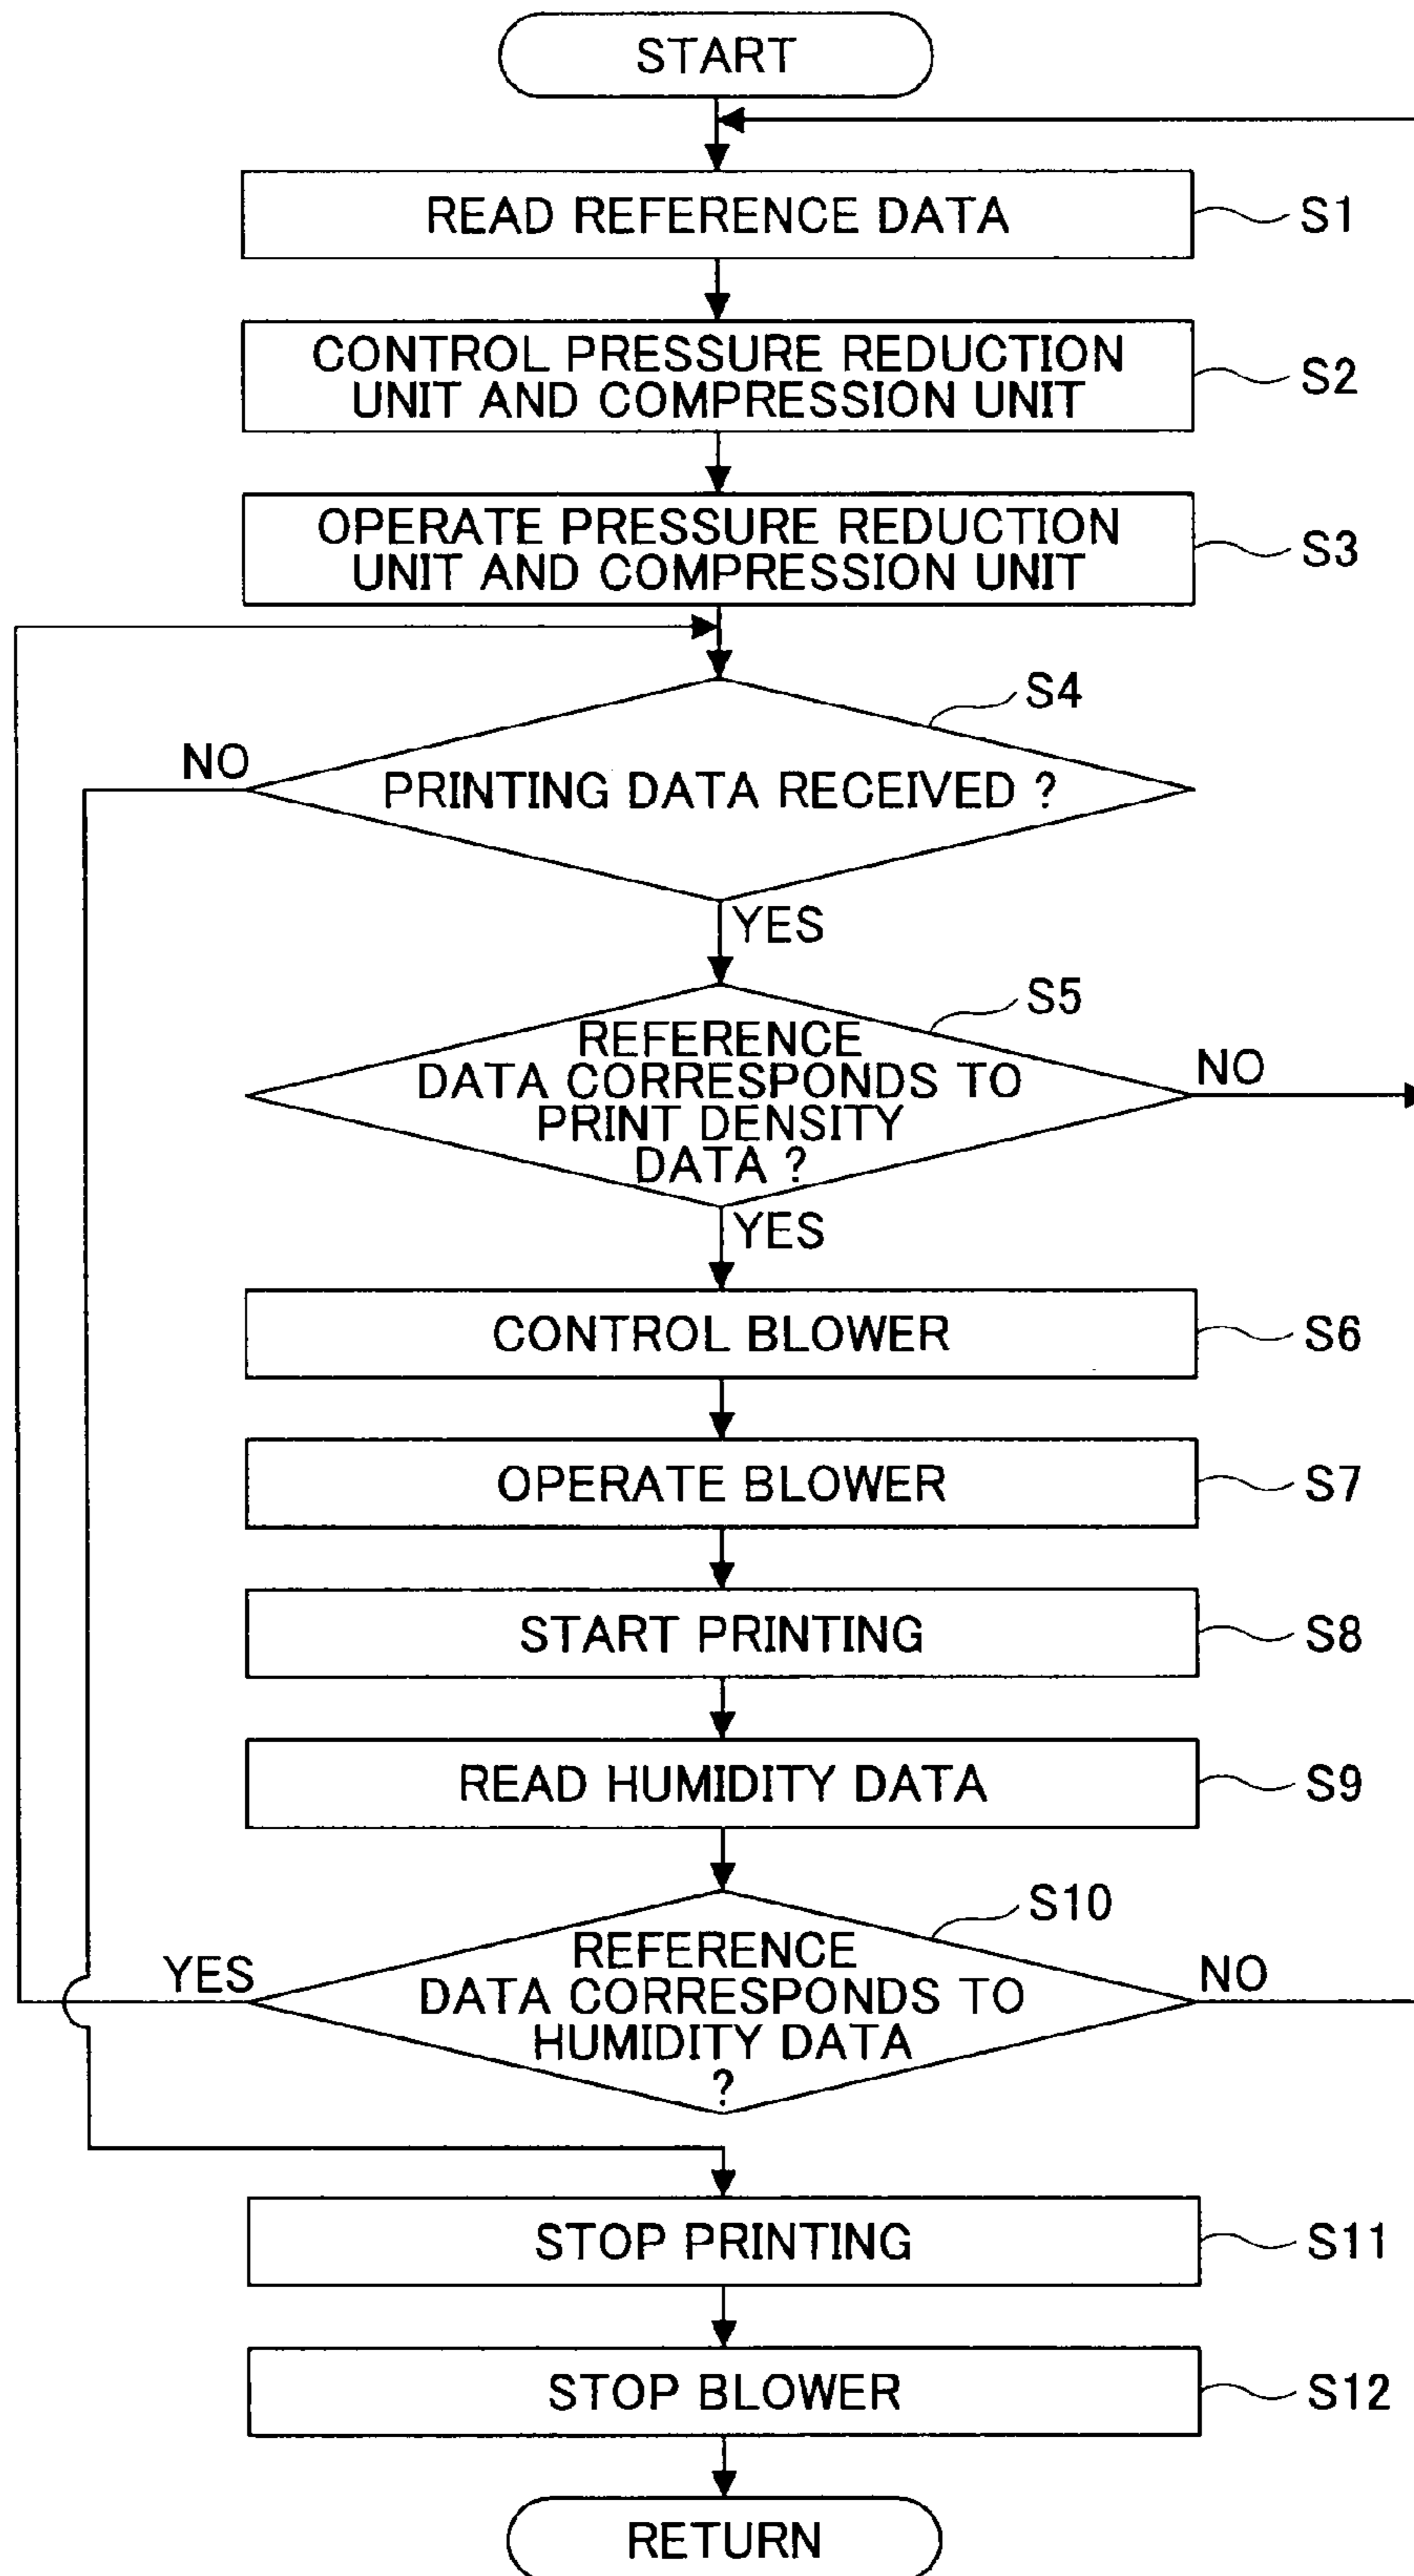 START
READ REFERENCE DATA
S1
CONTROL PRESSURE REDUCTION
UNIT AND COMPRESSION UNIT
S2
OPERATE PRESSURE REDUCTION
UNIT AND COMPRESSION UNIT
S3
S4
NO
PRINTING DATA RECEIVED ?
YES
S5
REFERENCE
DATA CORRESPONDS TO
PRINT DENSITY
DATA ?
NO
YES
CONTROL BLOWER
S6
OPERATE BLOWER
S7
START PRINTING
S8
READ HUMIDITY DATA
S9
S10
YES
REFERENCE
DATA CORRESPONDS TO
HUMIDITY DATA
?
NO
STOP PRINTING
S11
STOP BLOWER
S12
RETURN